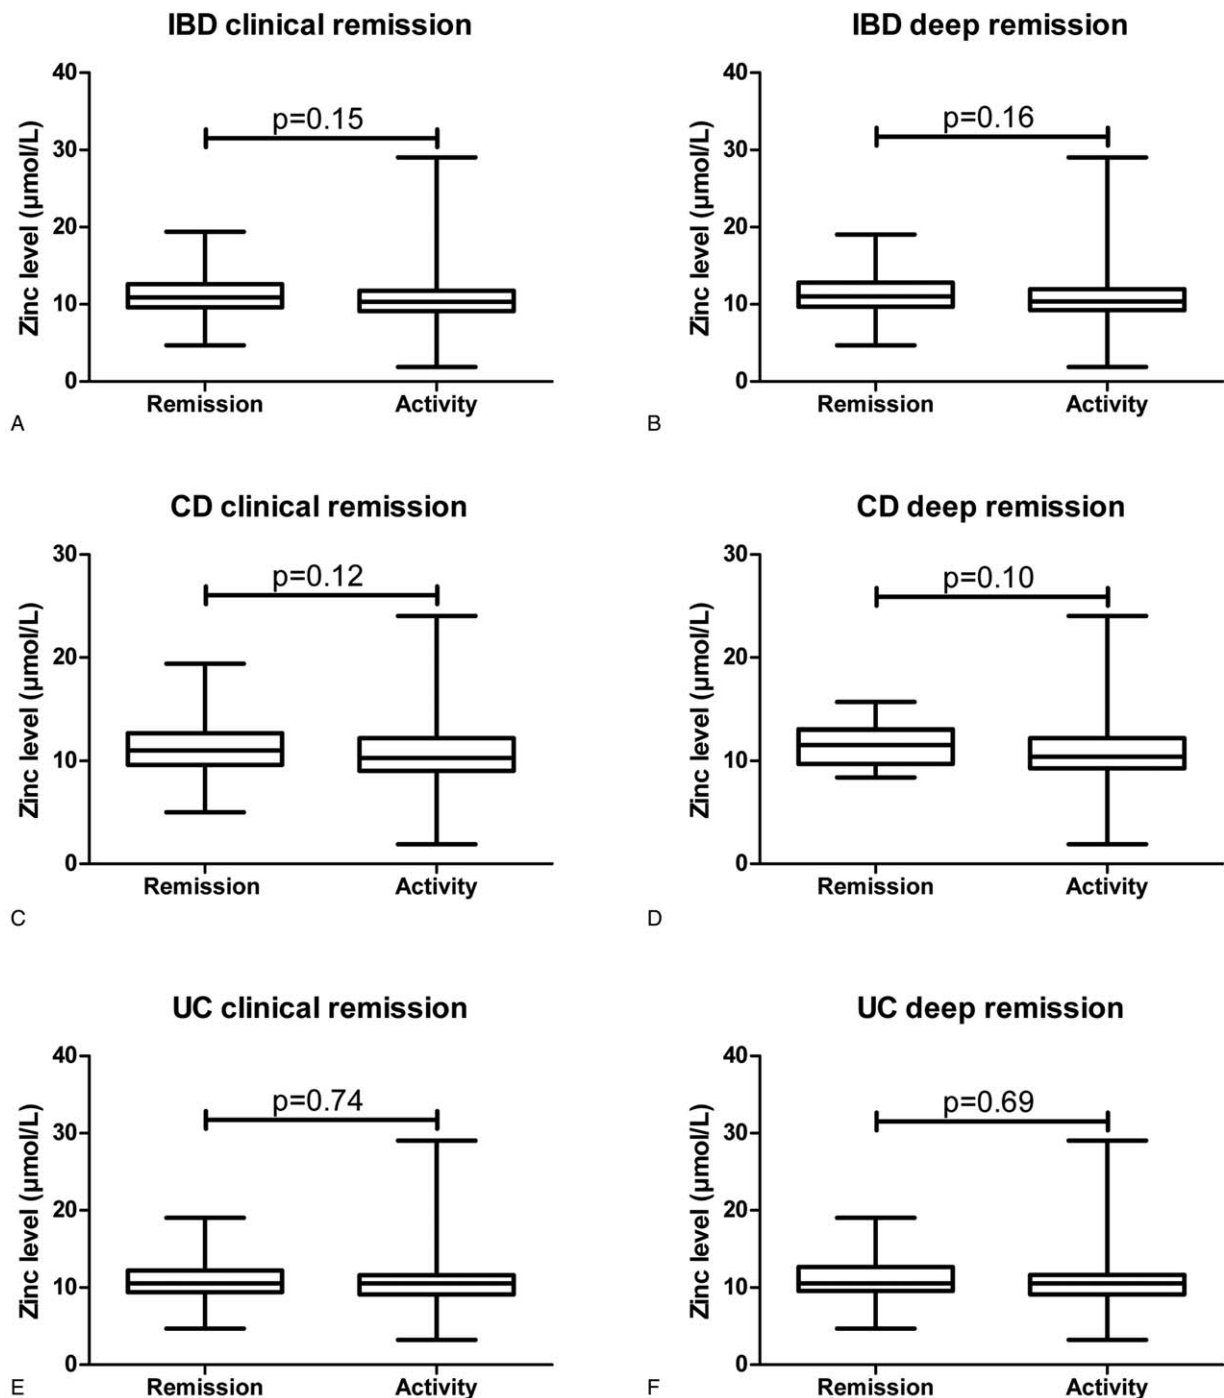 IBD clinical remission
40
30
20
10
0
Zinc level (µmol/L)
p=0.15
Remission Activity
A
IBD deep remission
40
30
20
10
0
Zinc level (µmol/L)
p=0.16
Remission Activity
B
CD clinical remission
30
20
10
0
Zinc level (µmol/L)
p=0.12
Remission Activity
C
CD deep remission
30
20
10
0
Zinc level (µmol/L)
p=0.10
Remission Activity
D
UC clinical remission
40
30
20
10
0
Zinc level (µmol/L)
p=0.74
Remission Activity
E
UC deep remission
40
30
20
10
0
Zinc level (µmol/L)
p=0.69
Remission Activity
F